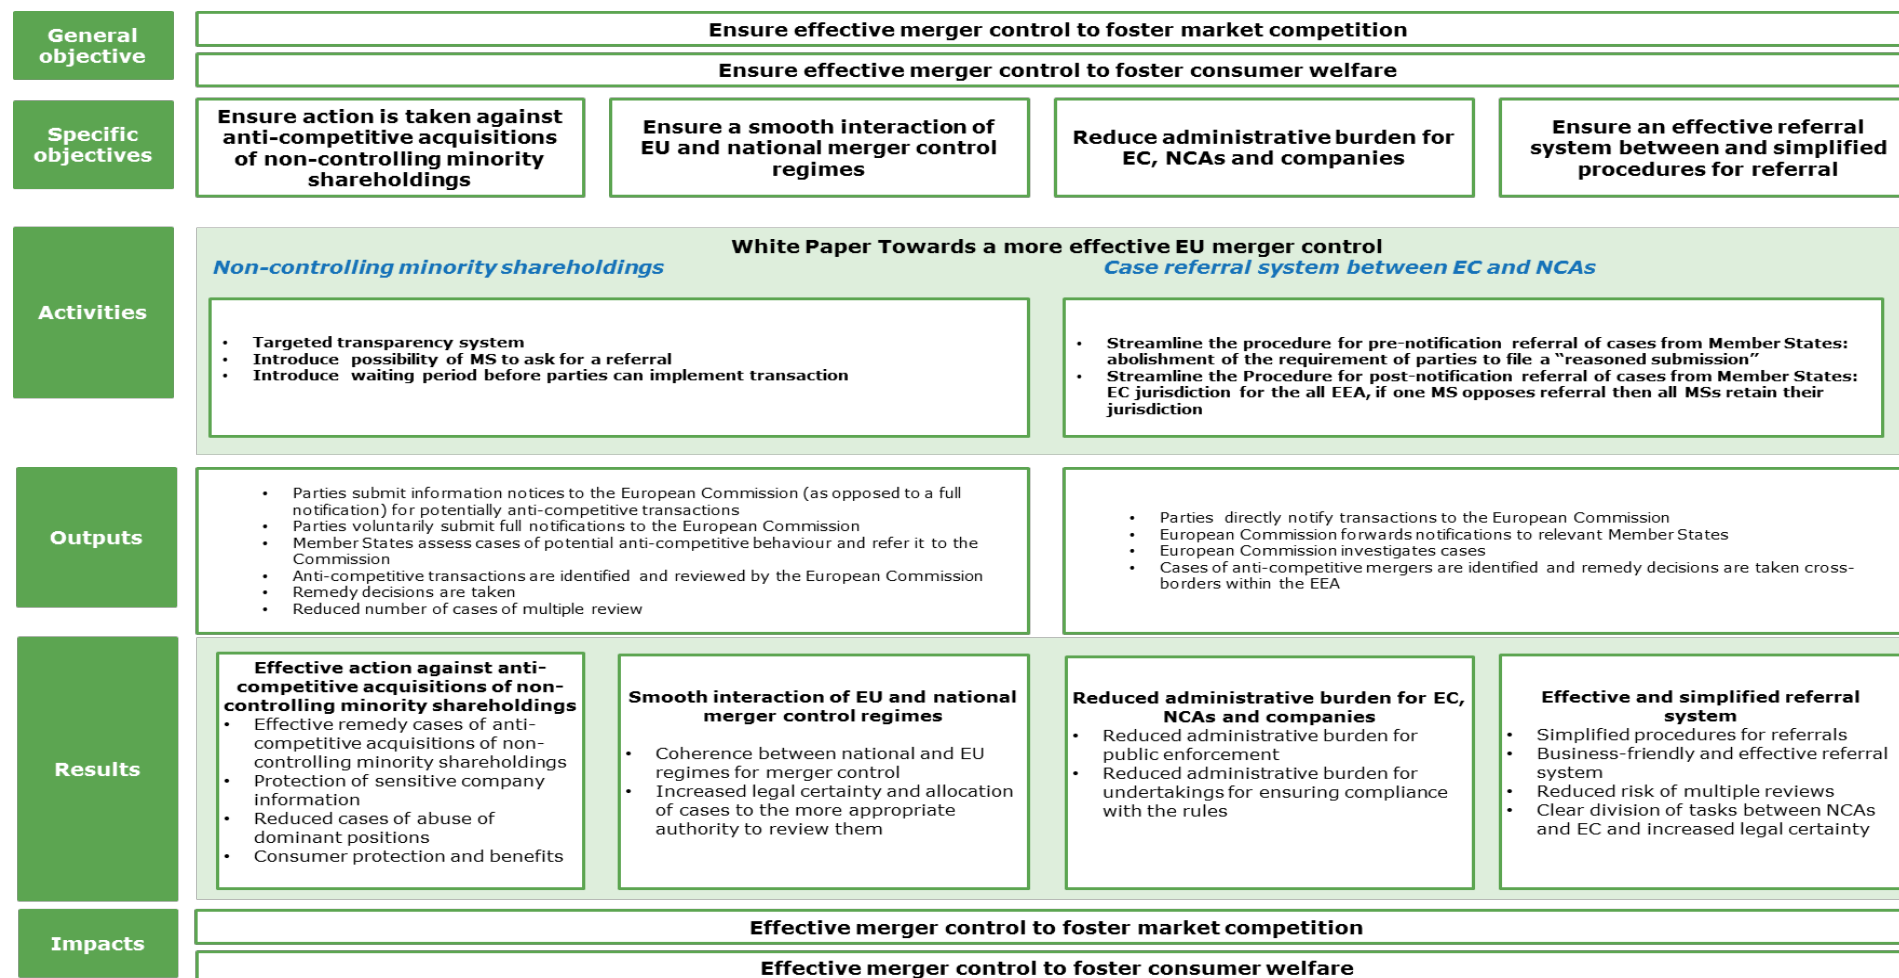 General
objective
Ensure effective merger control to foster market competition
Ensure effective merger control to foster consumer welfare
Specific
objectives
Ensure action is taken against
anti-competitive acquisitions
of non-controlling minority
shareholdings
Ensure a smooth interaction of
EU and national merger control
regimes
Reduce administrative burden for
EC, NCAs and companies
Ensure an effective referral
system between and simplified
procedures for referral
Activities
White Paper Towards a more effective EU merger control
Non-controlling minority shareholdings
• Targeted transparency system
• Introduce possibility of MS to ask for a referral
• Introduce waiting period before parties can implement transaction
Case referral system between EC and NCAs
• Streamline the procedure for pre-notification referral of cases from Member States:
abolishment of the requirement of parties to file a “reasoned submission”
• Streamline the Procedure for post-notification referral of cases from Member States:
EC jurisdiction for the all EEA, if one MS opposes referral then all MSs retain their
jurisdiction
Outputs
• Parties submit information notices to the European Commission (as opposed to a full
notification) for potentially anti-competitive transactions
• Parties voluntarily submit full notifications to the European Commission
• Member States assess cases of potential anti-competitive behaviour and refer it to the
Commission
• Anti-competitive transactions are identified and reviewed by the European Commission
• Remedy decisions are taken
• Reduced number of cases of multiple review
• Parties directly notify transactions to the European Commission
• European Commission forwards notifications to relevant Member States
• European Commission investigates cases
• Cases of anti-competitive mergers are identified and remedy decisions are taken cross-
borders within the EEA
Results
Effective action against anti-
competitive acquisitions of non-
controlling minority shareholdings
• Effective remedy cases of anti-
competitive acquisitions of non-
controlling minority shareholdings
• Protection of sensitive company
information
• Reduced cases of abuse of
dominant positions
• Consumer protection and benefits
Smooth interaction of EU and national
merger control regimes
• Coherence between national and EU
regimes for merger control
• Increased legal certainty and allocation
of cases to the more appropriate
authority to review them
Reduced administrative burden for EC,
NCAs and companies
• Reduced administrative burden for
public enforcement
• Reduced administrative burden for
undertakings for ensuring compliance
with the rules
Effective and simplified referral
system
• Simplified procedures for referrals
• Business-friendly and effective referral
system
• Reduced risk of multiple reviews
• Clear division of tasks between NCAs
and EC and increased legal certainty
Impacts
Effective merger control to foster market competition
Effective merger control to foster consumer welfare